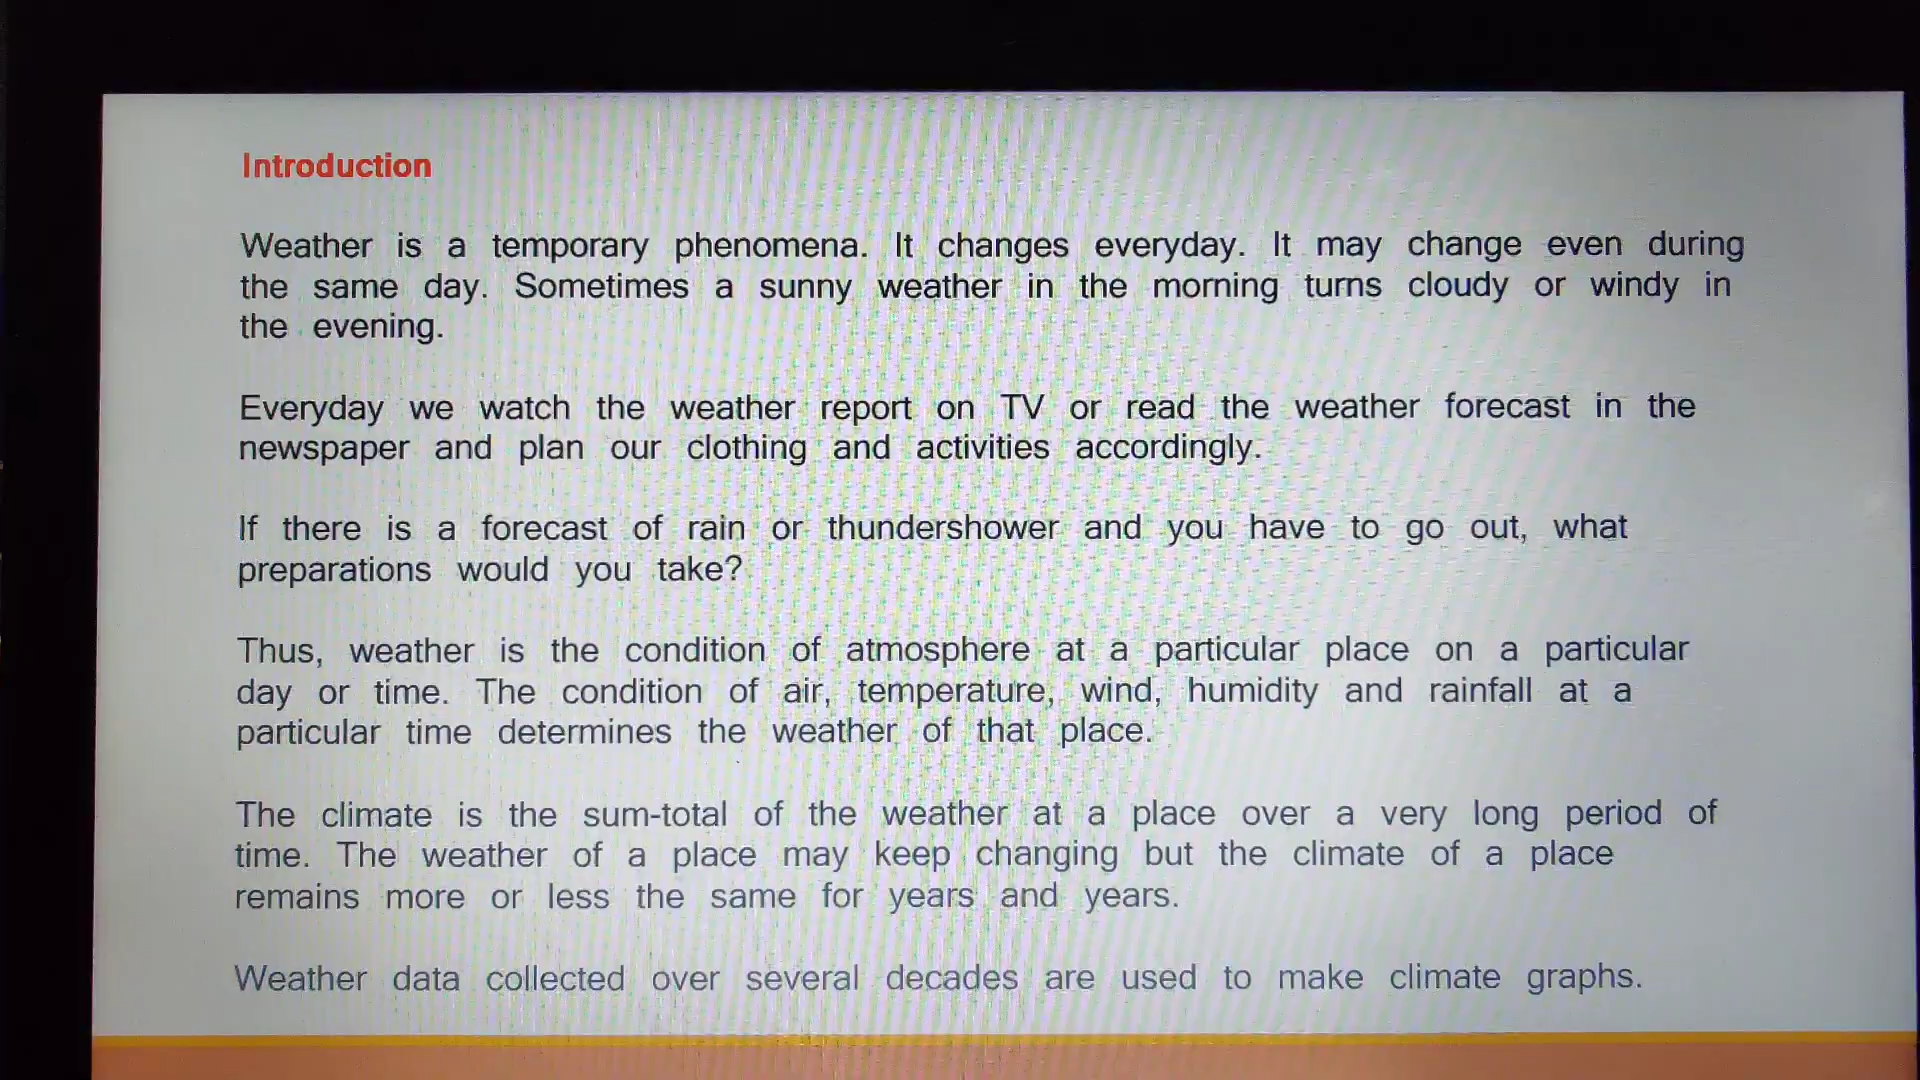 Introduction
Weather is a temporary phenomena. It changes everyday. It may change even during
the same day. Sometimes a sunny weather in the morning turns cloudy or windy in
the evening.
Everyday we watch the weather report on TV or read the weather forecast in the
newspaper and plan our clothing and activities accordingly.
If there is a forecast of rain or thundershower and you have to go out, what
preparations would you take?
Thus, weather is the condition of atmosphere at a particular place on a particular
day or time. The condition of air, temperature, wind, humidity and rainfall at a
particular time determines the weather of that place.
The climate is the sum-total of the weather at a place over a very long period of
time. The weather of a place may keep changing but the climate of a place
remains more or less the same for years and years.
Weather data collected over several decades are used to make climate graphs.